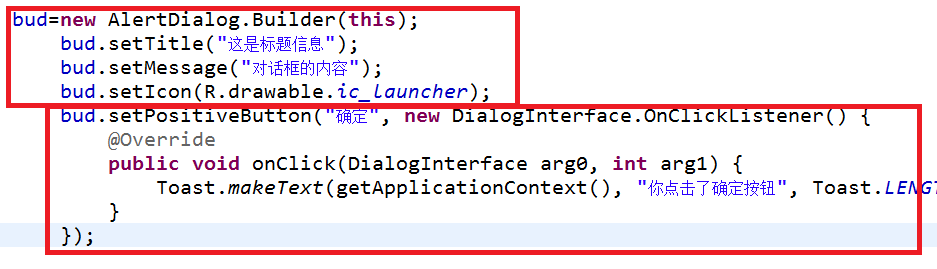 bud=new AlertDialog.Builder(this);
bud.setTitle("这是标题信息");
bud.setMessage("对话框的内容");
bud.setIcon(R.drawable.ic_launcher);
bud.setPositiveButton("确定", new DialogInterface.OnClickListener() {
@Override
public void onClick(DialogInterface arg0, int arg1) {
Toast.makeText(getApplicationContext(), "你点击了确定按钮", Toast.LENGT
}
});